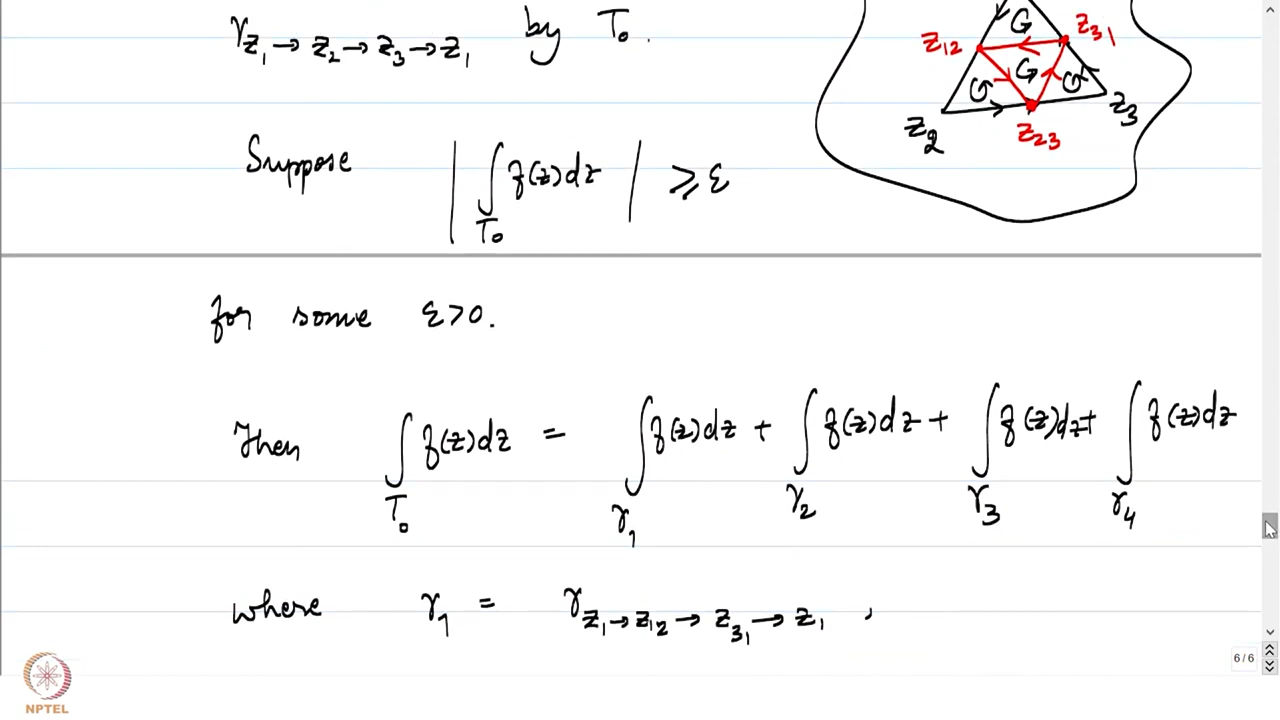 γ_{z₁→z₂→z₃→z₁} by T₀.
z₁₂ z₃₁
z₂ z₂₃ z₃
Suppose |∫_{T₀} f(z)dz| ⩾ ε
for some ε>0.
Then ∫_{T₀} f(z)dz = ∫_{γ₁} f(z)dz + ∫_{γ₂} f(z)dz + ∫_{γ₃} f(z)dz + ∫_{γ₄} f(z)dz
where γ₁ = γ_{z₁→z₁₂→z₃₁→z₁} ,
6 / 6
NPTEL